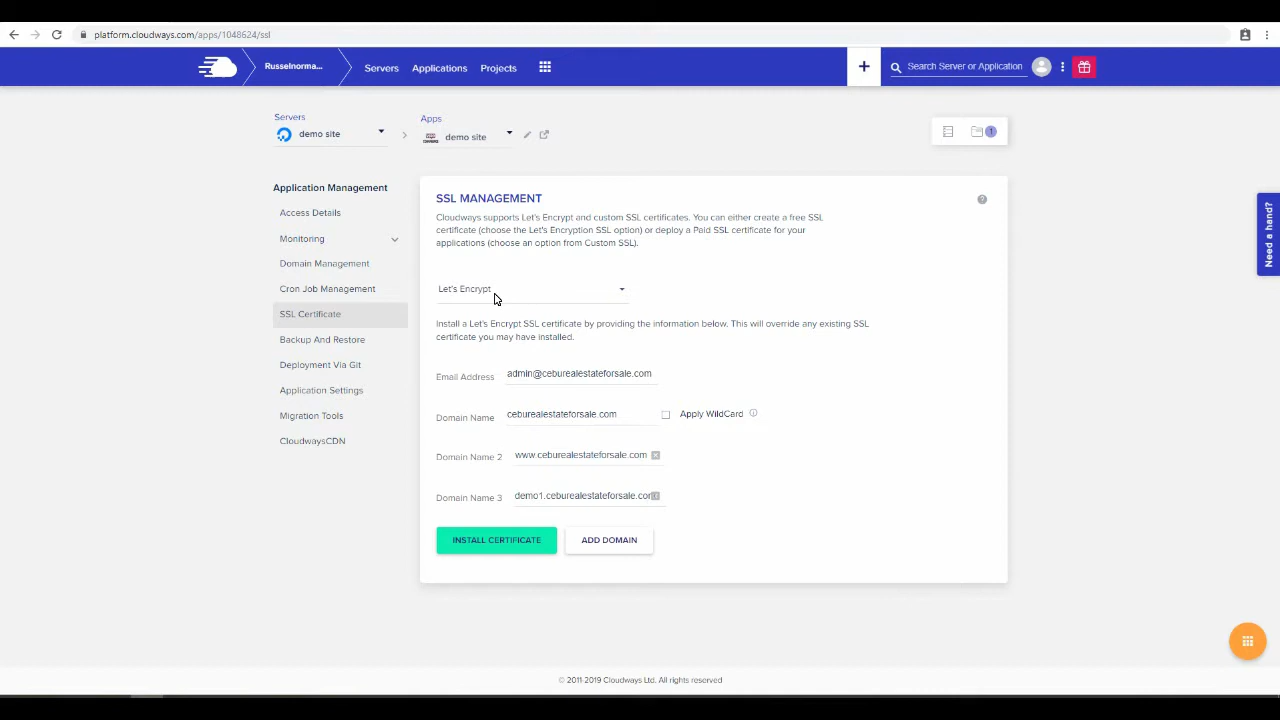 platform.cloudways.com/apps/1048624/ssl
Russelnorma...
Servers
Applications
Projects
+
Search Server or Application
Servers
demo site
Apps
demo site
1
Application Management
Access Details
Monitoring
Domain Management
Cron Job Management
SSL Certificate
Backup And Restore
Deployment Via Git
Application Settings
Migration Tools
CloudwaysCDN
SSL MANAGEMENT
Cloudways supports Let's Encrypt and custom SSL certificates. You can either create a free SSL
certificate (choose the Let's Encryption SSL option) or deploy a Paid SSL certificate for your
applications (choose an option from Custom SSL).
Let's Encrypt
Install a Let's Encrypt SSL certificate by providing the information below. This will override any existing SSL
certificate you may have installed.
Email Address admin@ceburealestateforsale.com
Domain Name ceburealestateforsale.com Apply WildCard
Domain Name 2 www.ceburealestateforsale.com
Domain Name 3 demo1.ceburealestateforsale.cor
INSTALL CERTIFICATE ADD DOMAIN
Need a hand?
© 2011-2019 Cloudways Ltd. All rights reserved